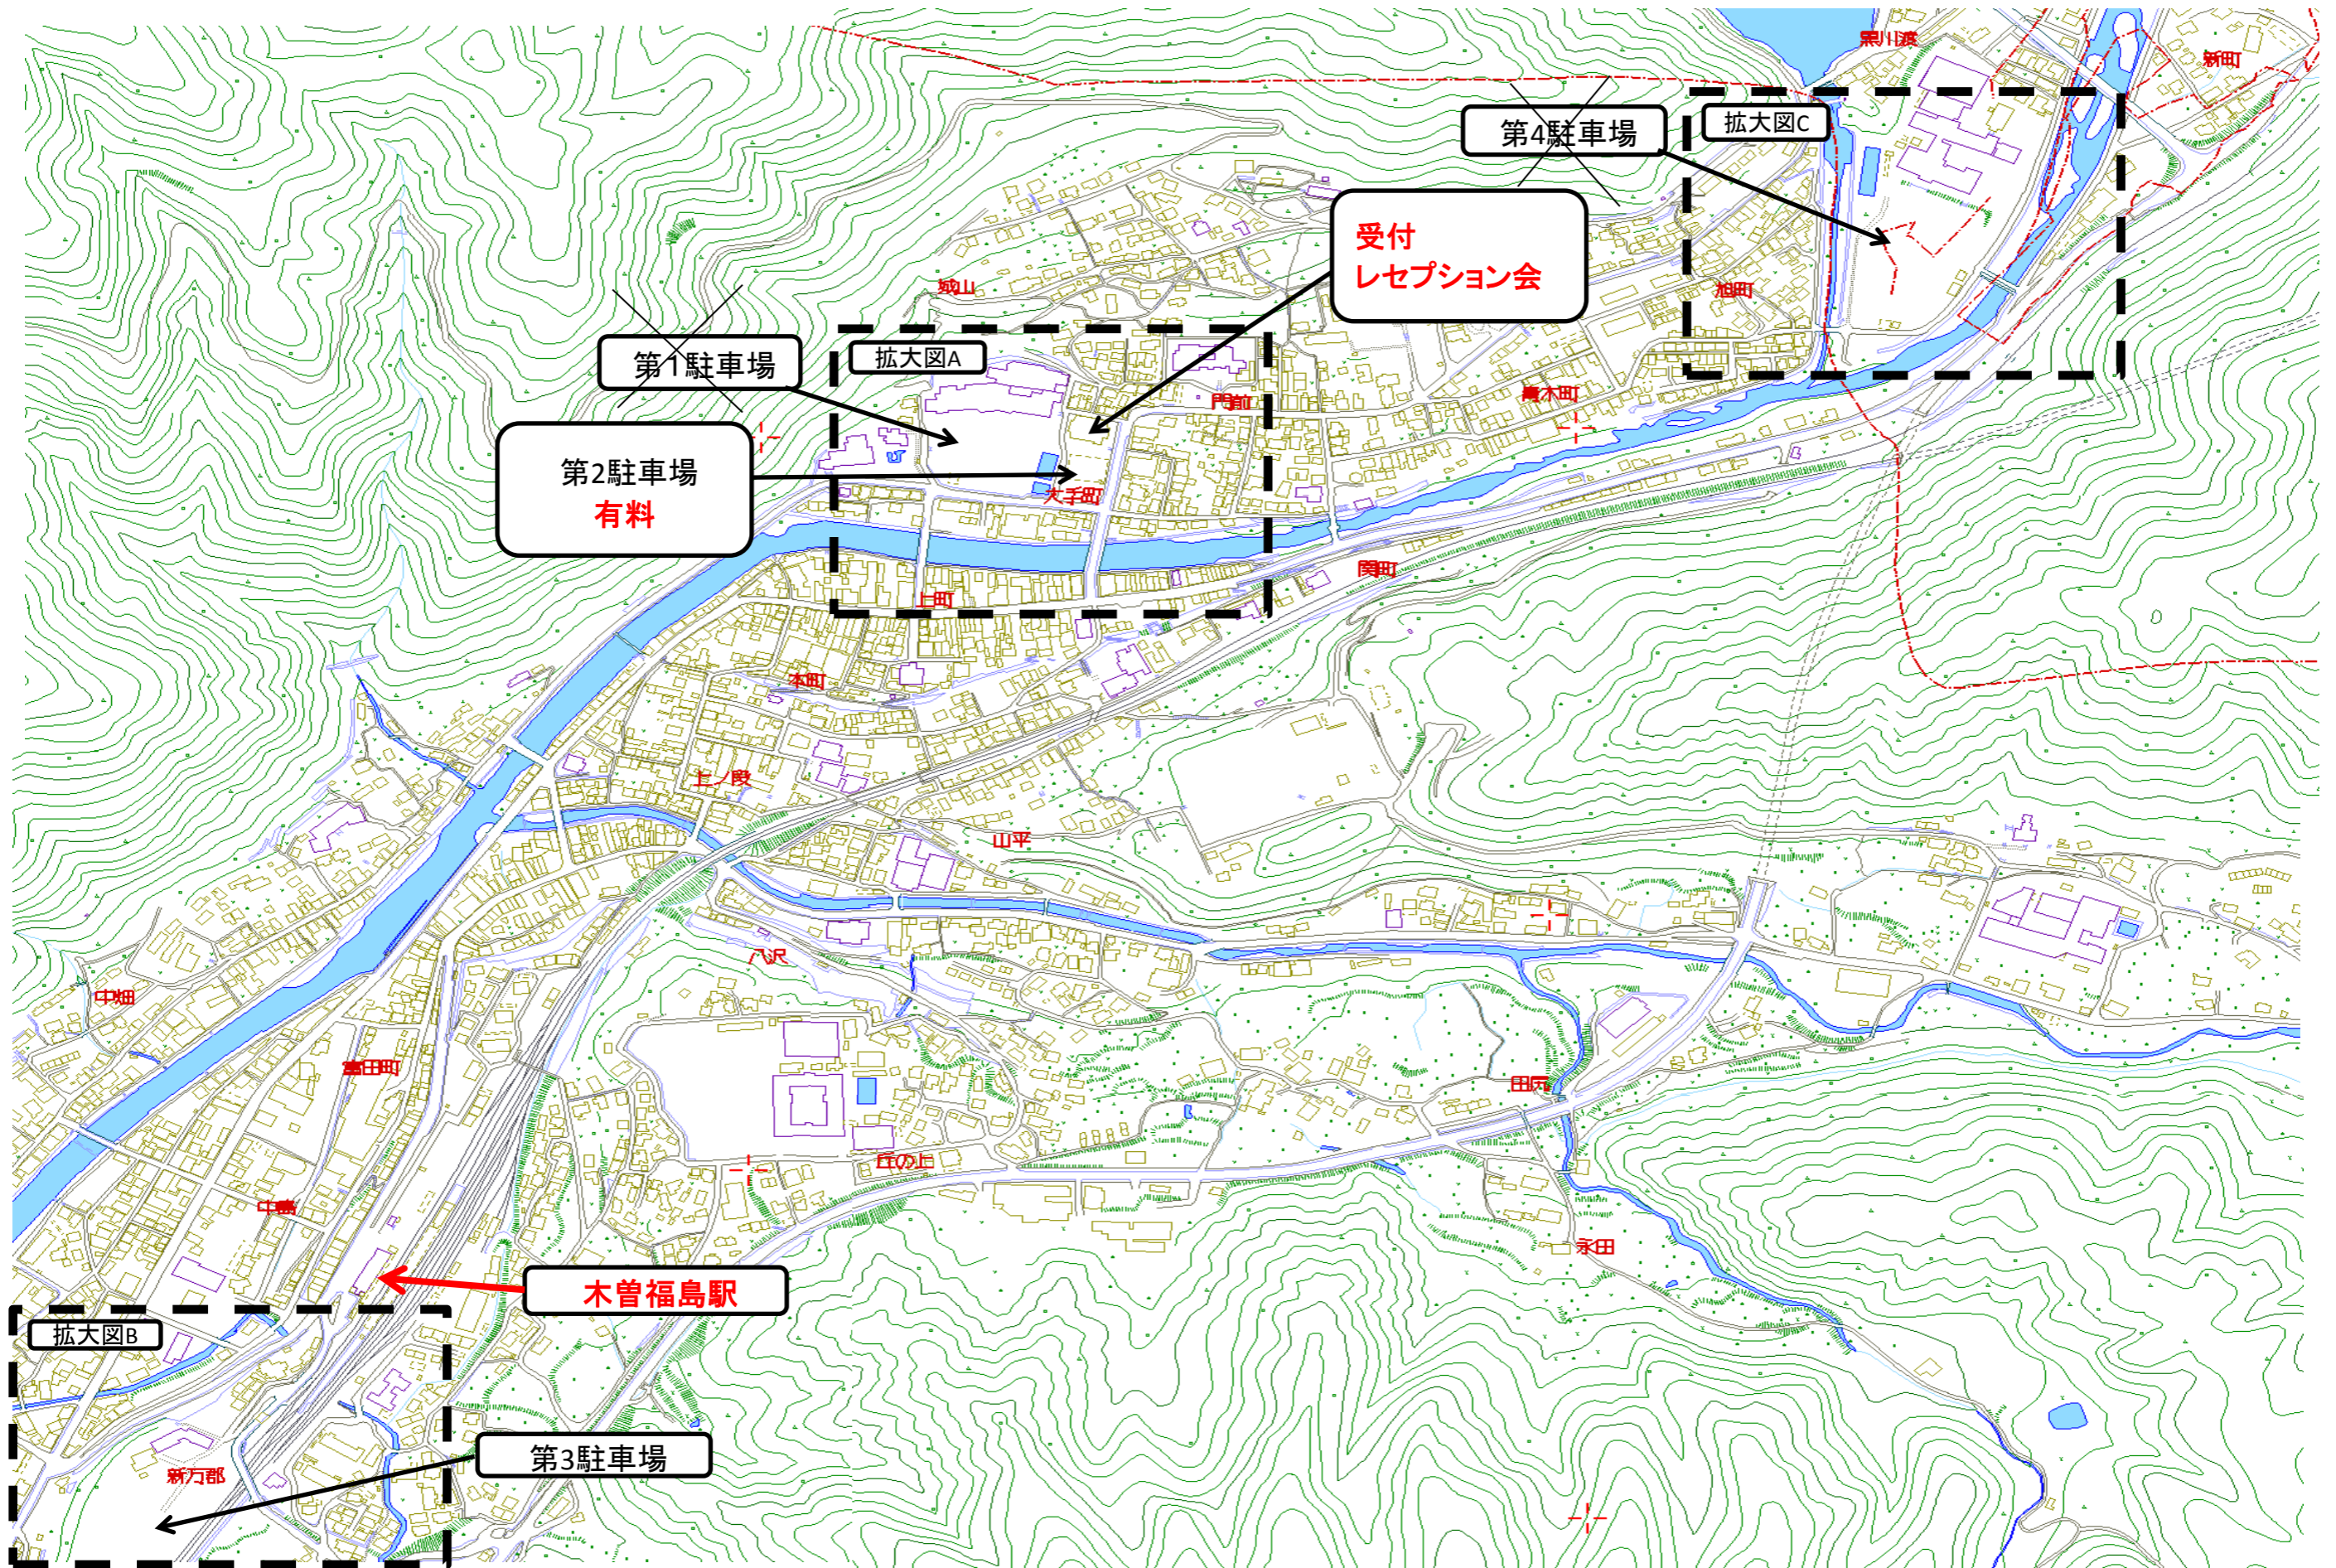 黒川渡
新町
第4駐車場
拡大図C
受付
レセプション会
城山
旭町
第1駐車場
拡大図A
門前
青木町
第2駐車場
有料
大手町
関町
上町
本町
上ノ段
山平
八沢
中畑
富田町
田尻
丘の上
中島
永田
木曽福島駅
拡大図B
第3駐車場
新万郡